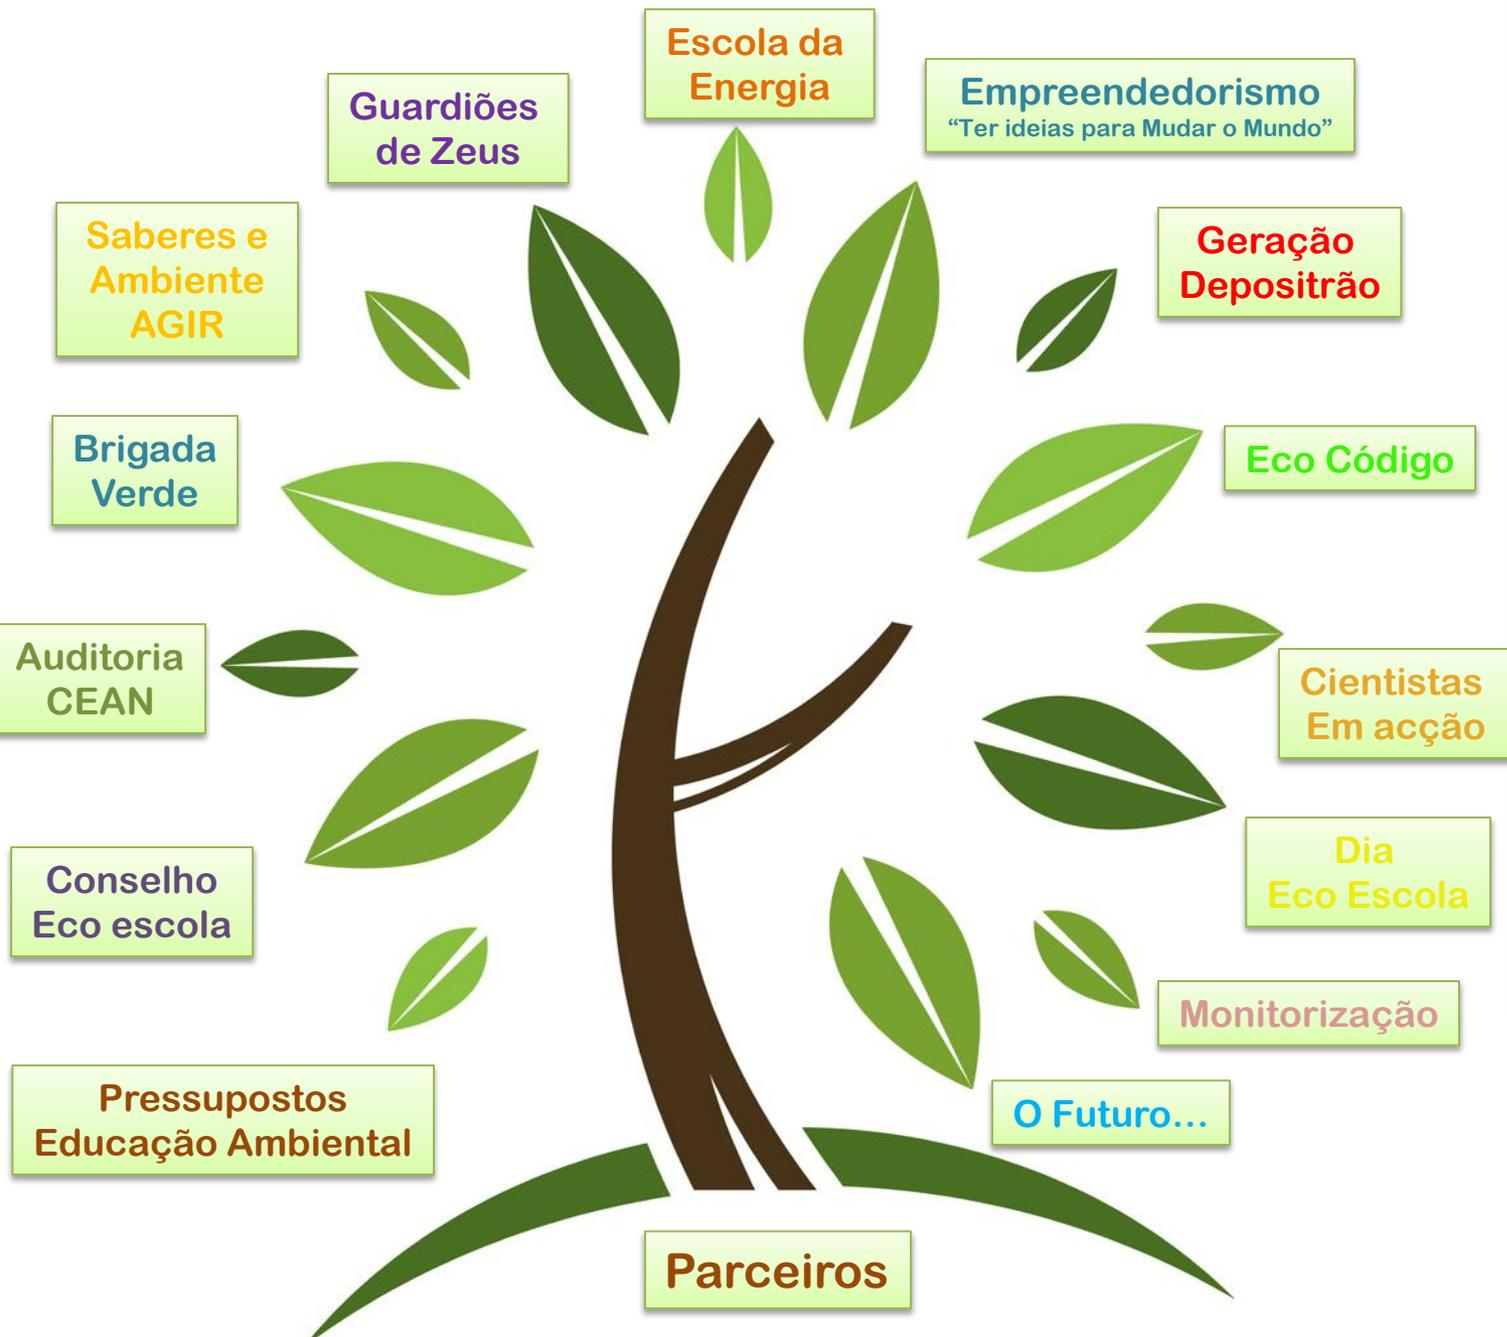 Escola da
Energia
Empreendedorismo
“Ter ideias para Mudar o Mundo”
Guardiões
de Zeus
Saberes e
Ambiente
AGIR
Geração
Depositrão
Brigada
Verde
Eco Código
Auditoria
CEAN
Cientistas
Em acção
Conselho
Eco escola
Dia
Eco Escola
Monitorização
Pressupostos
Educação Ambiental
O Futuro...
Parceiros